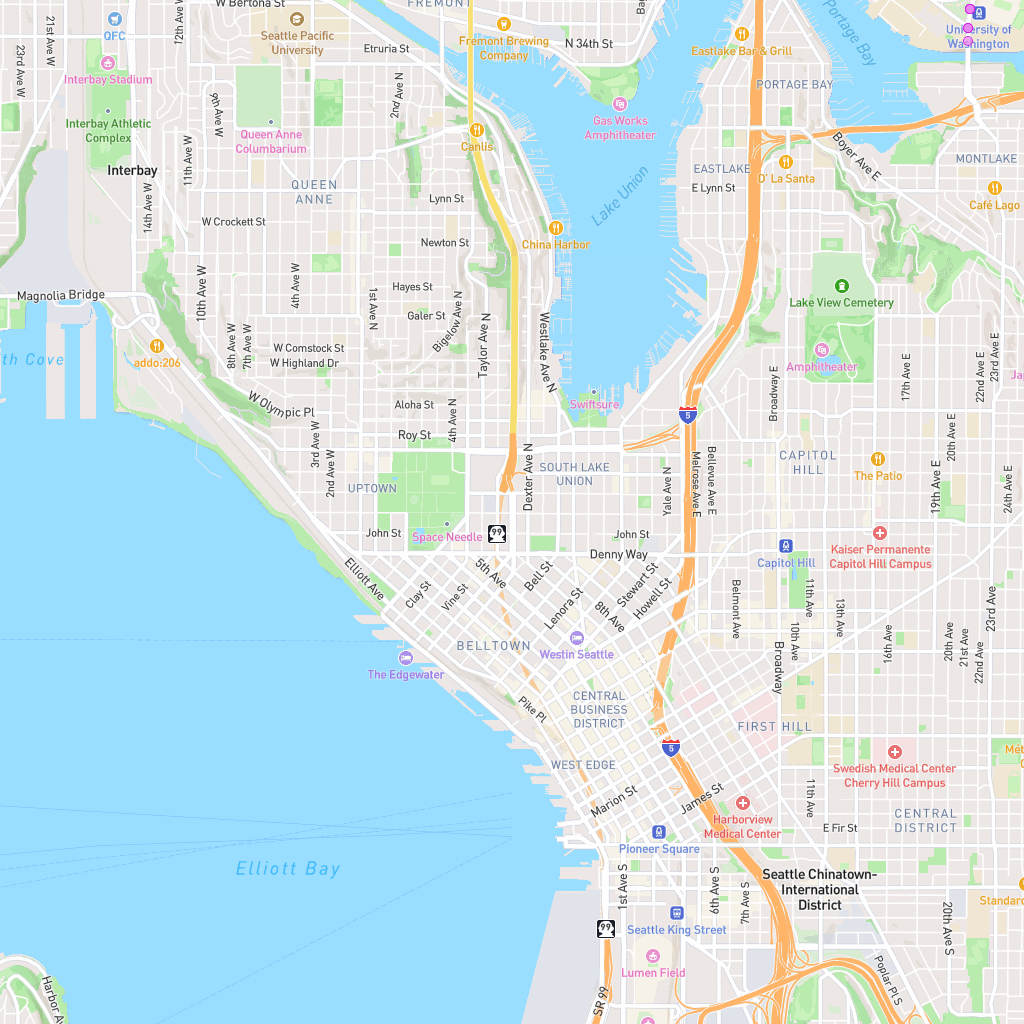 W Bertona St
FREMONT
21st Ave W
23rd Ave W
QFC
12th Ave W
Seattle Pacific
University
Etruria St
Fremont Brewing
Company
N 34th St
Eastlake Bar & Grill
Portage Bay
University of
Washington
Interbay Stadium
PORTAGE BAY
2nd Ave N
9th Ave W
Gas Works
Amphitheater
Interbay Athletic
Complex
Queen Anne
Columbarium
Canlis
Boyer Ave E
11th Ave W
Interbay
EASTLAKE
D' La Santa
MONTLAKE
QUEEN
ANNE
E Lynn St
Lynn St
Lake Union
Café Lago
14th Ave W
W Crockett St
Newton St
China Harbor
10th Ave W
4th Ave W
Hayes St
Magnolia Bridge
1st Ave N
Galer St
Bigelow Ave N
Taylor Ave N
Westlake Ave N
Lake View Cemetery
8th Ave W
7th Ave W
W Comstock St
W Highland Dr
addo:206
Amphitheater
23rd Ave E
22nd Ave E
17th Ave E
Broadway E
W Olympic Pl
Aloha St
4th Ave N
Swiftsure
5
Roy St
3rd Ave W
2nd Ave W
Dexter Ave N
SOUTH LAKE
UNION
Yale Ave N
Melrose Ave E
Bellevue Ave E
CAPITOL
HILL
The Patio
20th Ave E
19th Ave E
24th Ave E
UPTOWN
John St
Space Needle
99
John St
Denny Way
Capitol Hill
Kaiser Permanente
Capitol Hill Campus
Elliott Ave
5th Ave
Bell St
Clay St
Vine St
Lenora St
8th Ave
Stewart St
Howell St
Belmont Ave
11th Ave
13th Ave
10th Ave
16th Ave
20th Ave
21st Ave
22nd Ave
23rd Ave
BELLTOWN
Westin Seattle
The Edgewater
Broadway
CENTRAL
BUSINESS
DISTRICT
Pike Pl
FIRST HILL
5
WEST EDGE
Swedish Medical Center
Cherry Hill Campus
Marion St
James St
11th Ave
Harborview
Medical Center
E Fir St
CENTRAL
DISTRICT
Pioneer Square
Elliott Bay
1st Ave S
6th Ave S
7th Ave S
Seattle Chinatown-
International
District
Standard
20th Ave S
Seattle King Street
99
Lumen Field
Poplar Pl S
SR 99